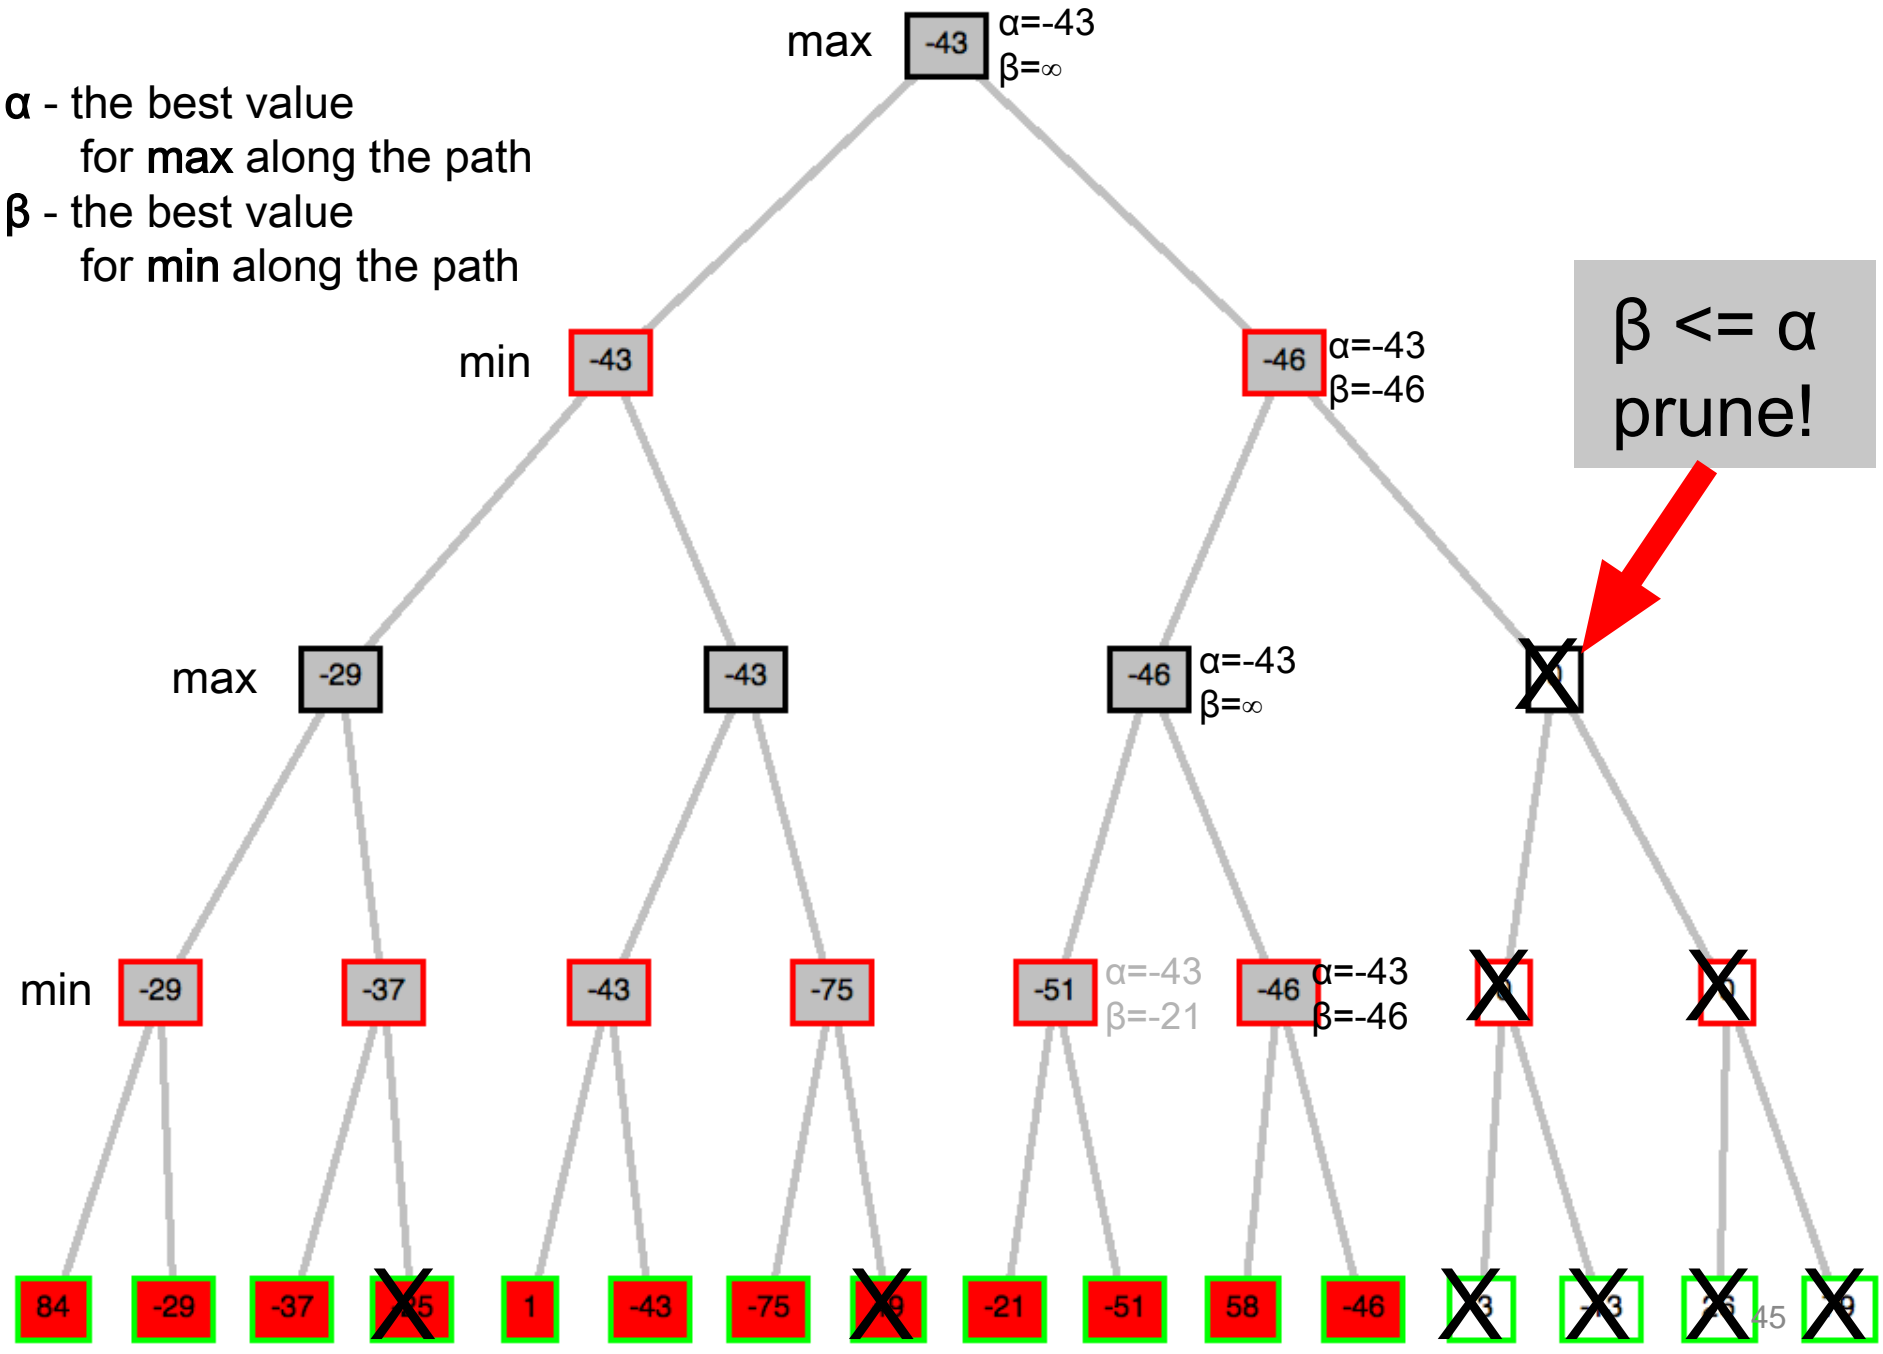 max
-43
α=-43
β=∞
α - the best value
for max along the path
β - the best value
for min along the path
β <= α
prune!
min
-43
-46
α=-43
β=-46
max
-29
-43
-46
α=-43
β=∞
min
-29
-37
-43
-75
-51
α=-43
β=-21
-46
α=-43
β=-46
84
-29
-37
1
-43
-75
-21
-51
58
-46
45